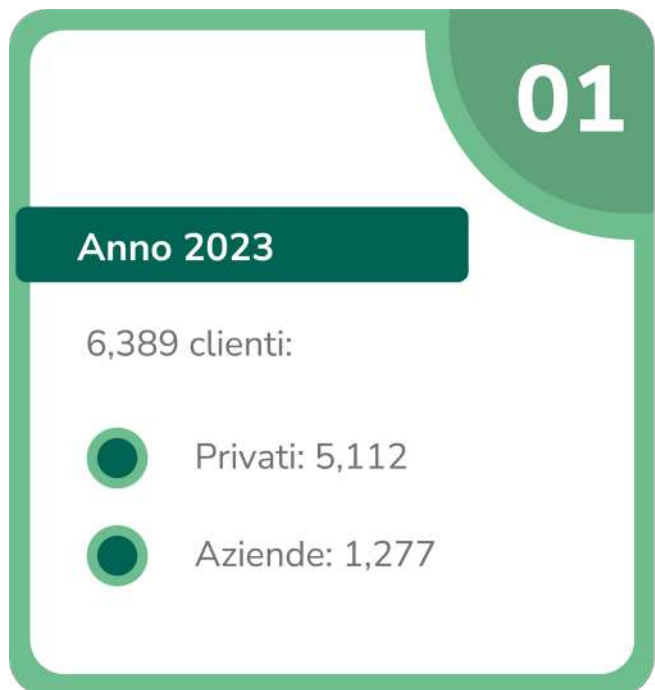 01
Anno 2023
6,389 clienti:
Privati: 5,112
Aziende: 1,277